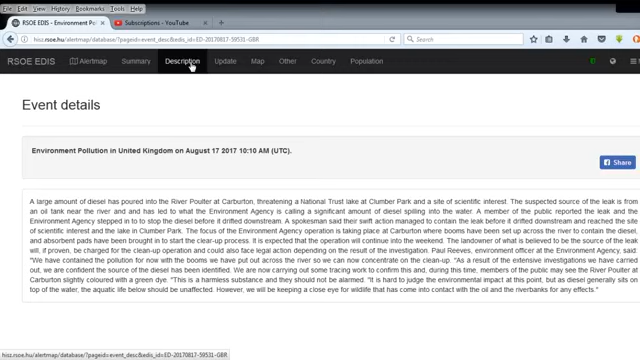 File Edit View History Bookmarks Tools Help
RSOE EDIS - Environment Pol... × Subscriptions - YouTube ×
hisz.rsoe.hu/alertmap/database/?pageid=event_desc&edis_id=ED-20170817-59531-GBR Search
RSOE EDIS Alertmap Summary Description Update Map Other Country Population
Event details
Environment Pollution in United Kingdom on August 17 2017 10:10 AM (UTC).
Share
A large amount of diesel has poured into the River Poulter at Carburton, threatening a National Trust lake at Clumber Park and a site of scientific interest. The suspected source of the leak is from
an oil tank near the river and and has led to what the Environment Agency is calling a significant amount of diesel spilling into the water. A member of the public reported the leak and the
Environment Agency stepped in to to stop the diesel before it drifted downstream. A spokesman said their swift action managed to contain the leak before it drifted downstream and reached the site
of scientific interest and the lake in Clumber Park. The focus of the Environment Agency operation is taking place at Carburton where booms have been set up across the river to contain the diesel,
and absorbent pads have been brought in to start the clear-up process. It is expected that the operation will continue into the weekend. The landowner of what is believed to be the source of the leak
will, if proven, be charged for the clean-up operation and could also face legal action depending on the result of the investigation. Paul Reeves, environment officer at the Environment Agency, said:
"We have contained the pollution for now with the booms we have put out across the river so we can now concentrate on the clean-up. "As a result of the extensive investigations we have carried
out, we are confident the source of the diesel has been identified. We are now carrying out some tracing work to confirm this and, during this time, members of the public may see the River Poulter at
Carburton slightly coloured with a green dye. "This is a harmless substance and they should not be alarmed. "It is hard to judge the environmental impact at this point, but as diesel generally sits on
top of the water, the aquatic life below should be unaffected. However, we will be keeping a close eye for wildlife that has come into contact with the oil and the riverbanks for any effects."
hisz.rsoe.hu/alertmap/database/?pageid=event_desc&edis_id=ED-20170817-59531-GBR